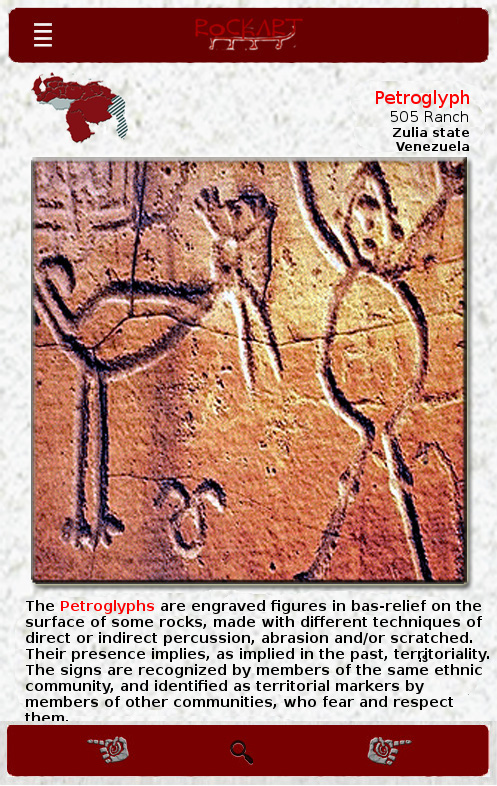 RoCKART
Petroglyph
505 Ranch
Zulia state
Venezuela
The Petroglyphs are engraved figures in bas-relief on the
surface of some rocks, made with different techniques of
direct or indirect percussion, abrasion and/or scratched.
Their presence implies, as implied in the past, territoriality.
The signs are recognized by members of the same ethnic
community, and identified as territorial markers by
members of other communities, who fear and respect
them.